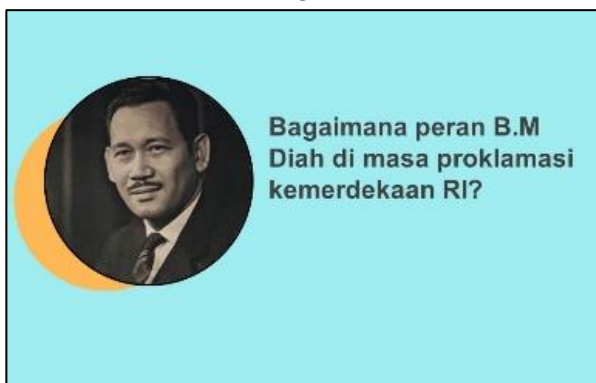 Bagaimana peran B.M
Diah di masa proklamasi
kemerdekaan RI?